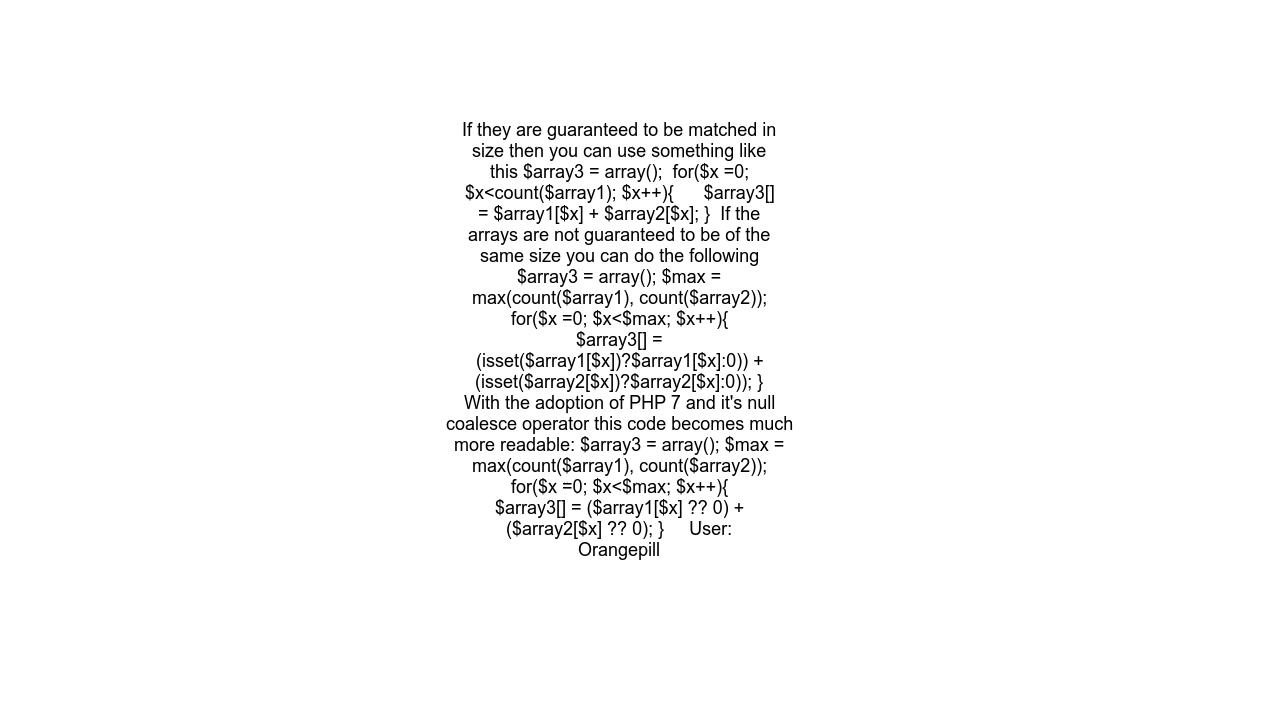 If they are guaranteed to be matched in
size then you can use something like
this $array3 = array();  for($x =0;
$x<count($array1); $x++){      $array3[]
= $array1[$x] + $array2[$x]; }  If the
arrays are not guaranteed to be of the
same size you can do the following
$array3 = array(); $max =
max(count($array1), count($array2));
for($x =0; $x<$max; $x++){
$array3[] =
(isset($array1[$x])?$array1[$x]:0)) +
(isset($array2[$x])?$array2[$x]:0)); }
With the adoption of PHP 7 and it's null
coalesce operator this code becomes much
more readable: $array3 = array(); $max =
max(count($array1), count($array2));
for($x =0; $x<$max; $x++){
$array3[] = ($array1[$x] ?? 0) +
($array2[$x] ?? 0); }     User:
Orangepill